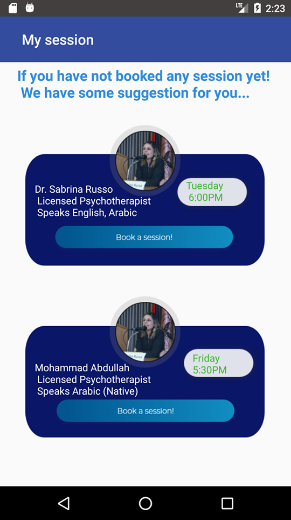 2:23
My session
If you have not booked any session yet!
We have some suggestion for you...
Dr. Sabrina Russo
Licensed Psychotherapist
Speaks English, Arabic
Tuesday
6:00PM
Book a session!
Mohammad Abdullah
Licensed Psychotherapist
Speaks Arabic (Native)
Friday
5:30PM
Book a session!